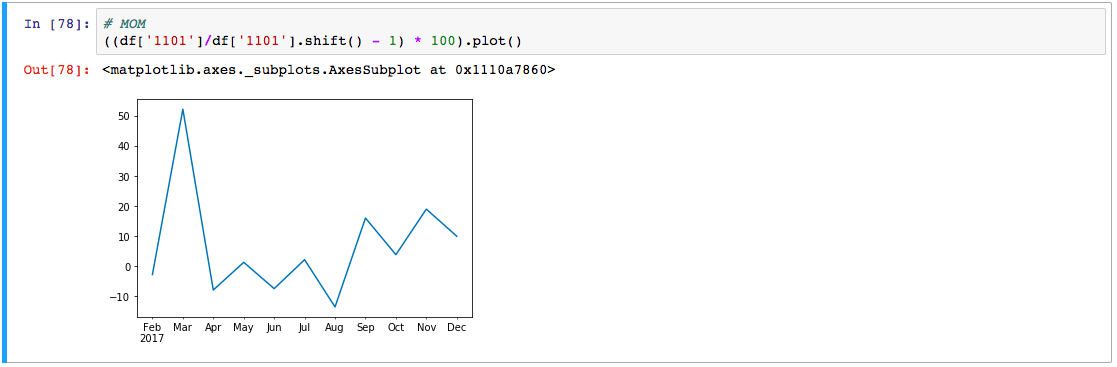 In [78]: # MOM
((df['1101']/df['1101'].shift() - 1) * 100).plot()
Out[78]: <matplotlib.axes._subplots.AxesSubplot at 0x1110a7860>
50
40
30
20
10
0
−10
Feb Mar Apr May Jun Jul Aug Sep Oct Nov Dec
2017